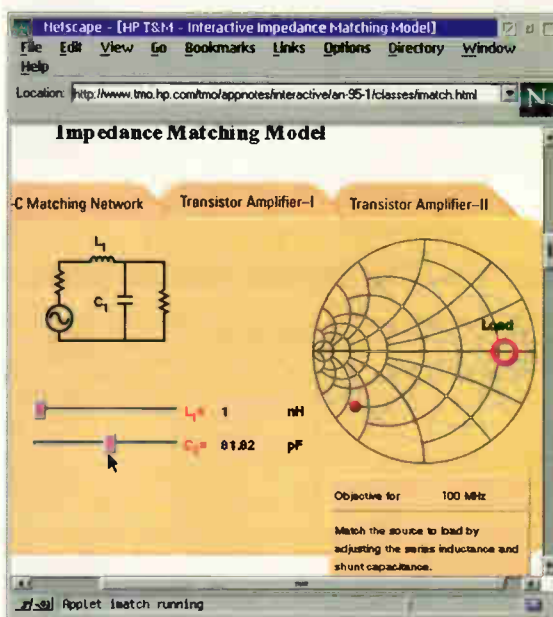 Netscape - [HP T&M - Interactive Impedance Matching Model]
File Edit View Go Bookmarks Links Options Directory Window
Help
Location: http://www.tmo.hp.com/tmo/appnotes/interactive/an-95-1/classes/imatch.html
N
Impedance Matching Model
-C Matching Network Transistor Amplifier-I Transistor Amplifier-II
L1
C1
Load
L1= 1 nH
81.82 pF
Objective for 100 MHz
Match the source to load by
adjusting the series inductance and
shunt capacitance.
Applet imatch running